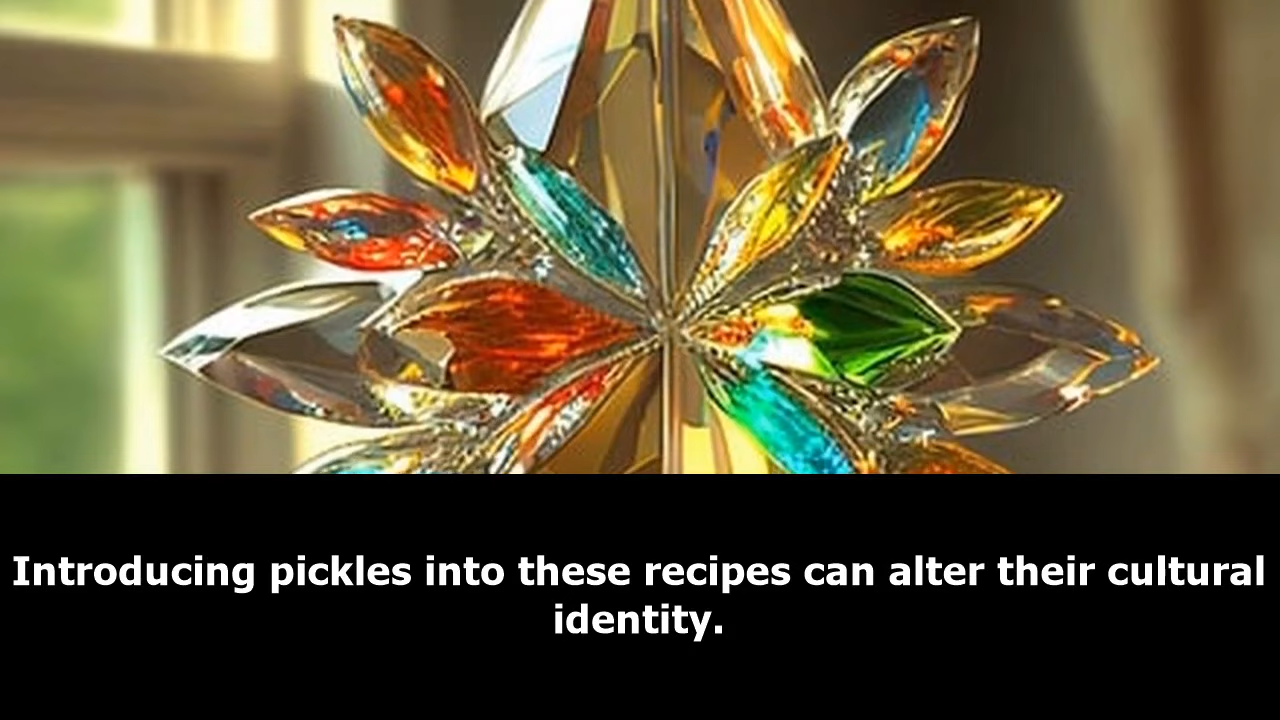 Introducing pickles into these recipes can alter their cultural
identity.